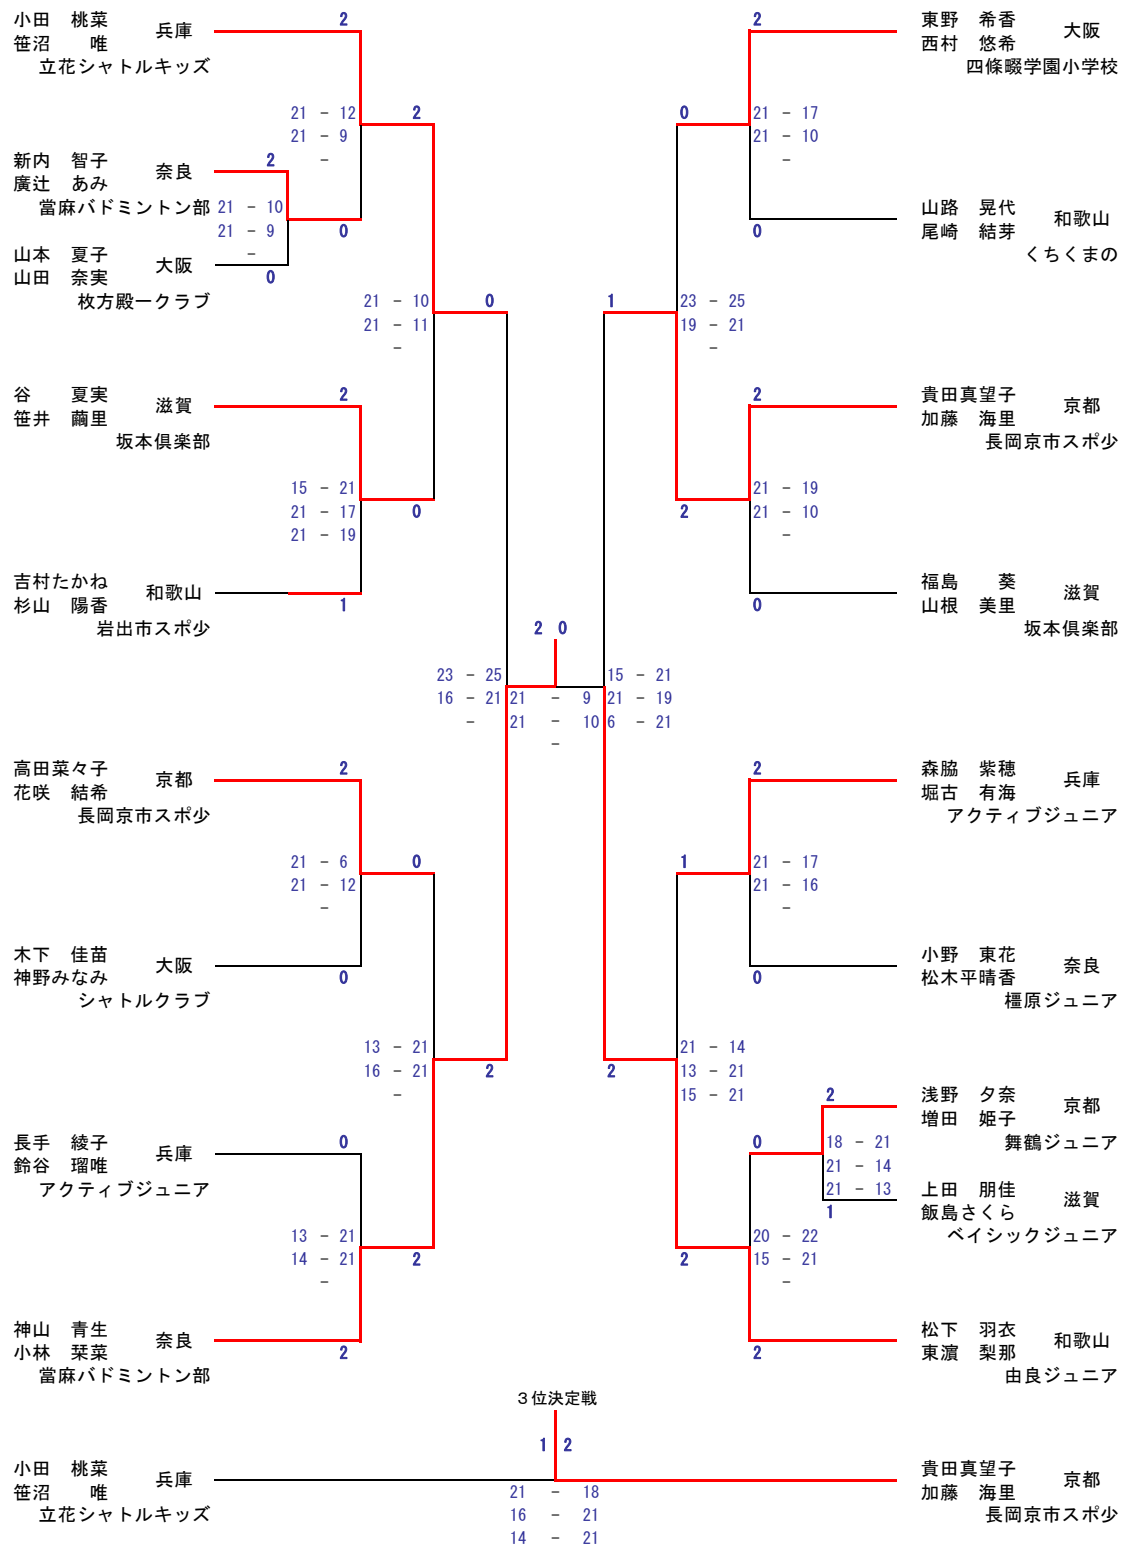 小田　桃菜
笹沼　　唯
兵庫
立花シャトルキッズ
2
21 － 12
21 － 9
－
2
新内　智子
廣辻　あみ
奈良
當麻バドミントン部
2
21 － 10
21 － 9
－
0
山本　夏子
山田　奈実
大阪
枚方殿一クラブ
0
21 － 10
21 － 11
－
0
谷　　夏実
笹井　繭里
滋賀
坂本倶楽部
2
15 － 21
21 － 17
21 － 19
0
吉村たかね
杉山　陽香
和歌山
岩出市スポ少
1
23 － 25
16 － 21
－
高田菜々子
花咲　結希
京都
長岡京市スポ少
2
21 － 6
21 － 12
－
0
木下　佳苗
神野みなみ
大阪
シャトルクラブ
0
13 － 21
16 － 21
－
2
長手　綾子
鈴谷　瑠唯
兵庫
アクティブジュニア
0
13 － 21
14 － 21
－
2
神山　青生
小林　栞菜
奈良
當麻バドミントン部
2
2 0
21 － 9
21 － 10
－
東野　希香
西村　悠希
大阪
四條畷学園小学校
2
0
21 － 17
21 － 10
－
山路　晃代
尾崎　結芽
和歌山
くちくまの
0
1
23 － 25
19 － 21
－
貴田真望子
加藤　海里
京都
長岡京市スポ少
2
2
21 － 19
21 － 10
－
福島　　葵
山根　美里
滋賀
坂本倶楽部
0
15 － 21
21 － 19
6 － 21
森脇　紫穂
堀古　有海
兵庫
アクティブジュニア
2
1
21 － 17
21 － 16
－
小野　東花
松木平晴香
奈良
橿原ジュニア
0
2
21 － 14
13 － 21
15 － 21
浅野　夕奈
増田　姫子
京都
舞鶴ジュニア
2
0
18 － 21
21 － 14
21 － 13
上田　朋佳
飯島さくら
滋賀
ベイシックジュニア
1
2
20 － 22
15 － 21
－
松下　羽衣
東濵　梨那
和歌山
由良ジュニア
2
３位決定戦
1 2
小田　桃菜
笹沼　　唯
兵庫
立花シャトルキッズ
21 － 18
16 － 21
14 － 21
貴田真望子
加藤　海里
京都
長岡京市スポ少